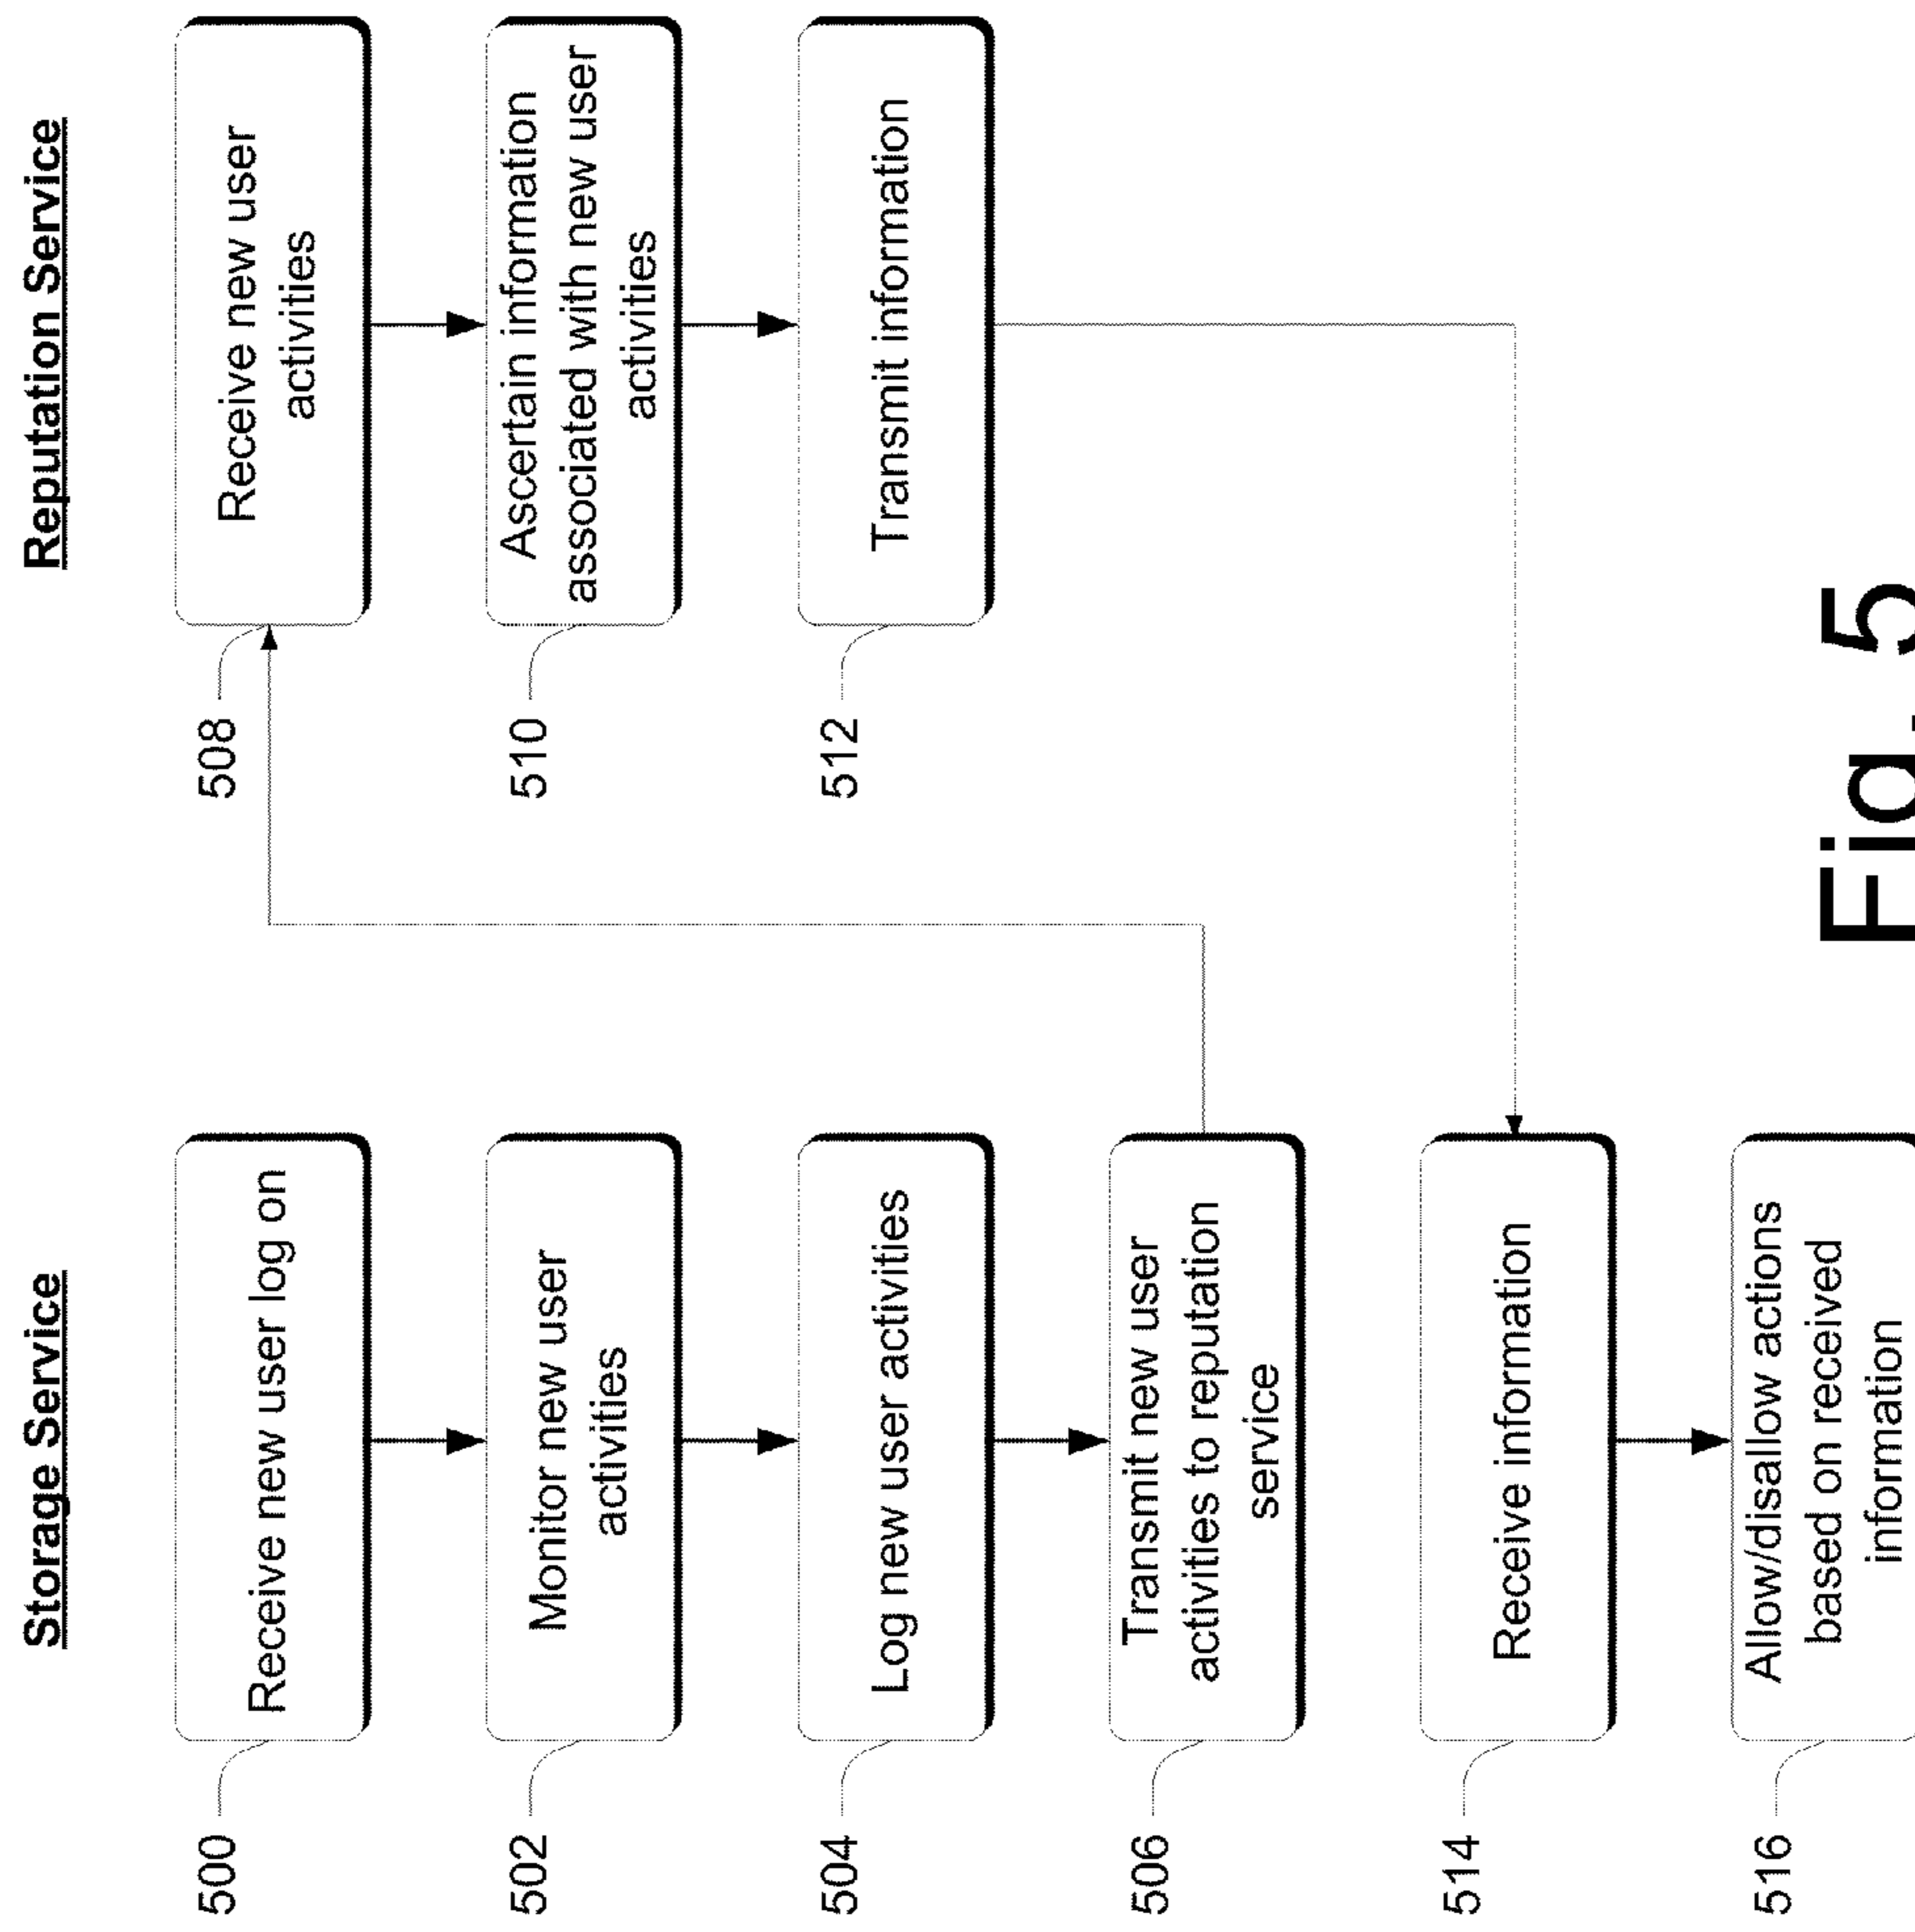 Storage Service
500
Receive new user log on
502
Monitor new user
activities
504
Log new user activities
506
Transmit new user
activities to reputation
service
514
Receive information
516
Allow/disallow actions
based on received
information
Reputation Service
508
Receive new user
activities
510
Ascertain information
associated with new user
activities
512
Transmit information
Fig. 5